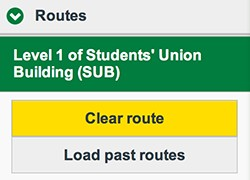 Routes
Level 1 of Students' Union
Building (SUB)
Clear route
Load past routes